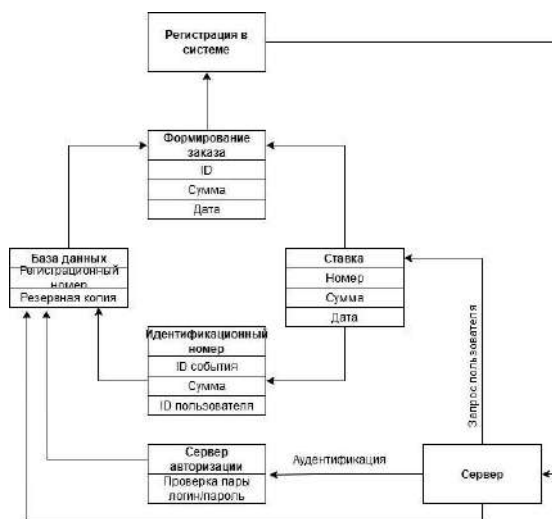 Регистрация в
системе
Формирование
заказа
ID
Сумма
Дата
База данных
Регистрационный
номер
Резервная копия
Ставка
Номер
Сумма
Дата
Идентификационный
номер
ID события
Сумма
ID пользователя
Запрос пользователя
Сервер
авторизации
Проверка пары
логин/пароль
Аудентификация
Сервер